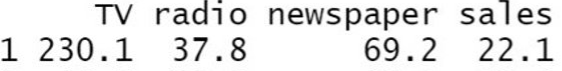 TV radio newspaper sales
1 230.1 37.8 69.2 22.1